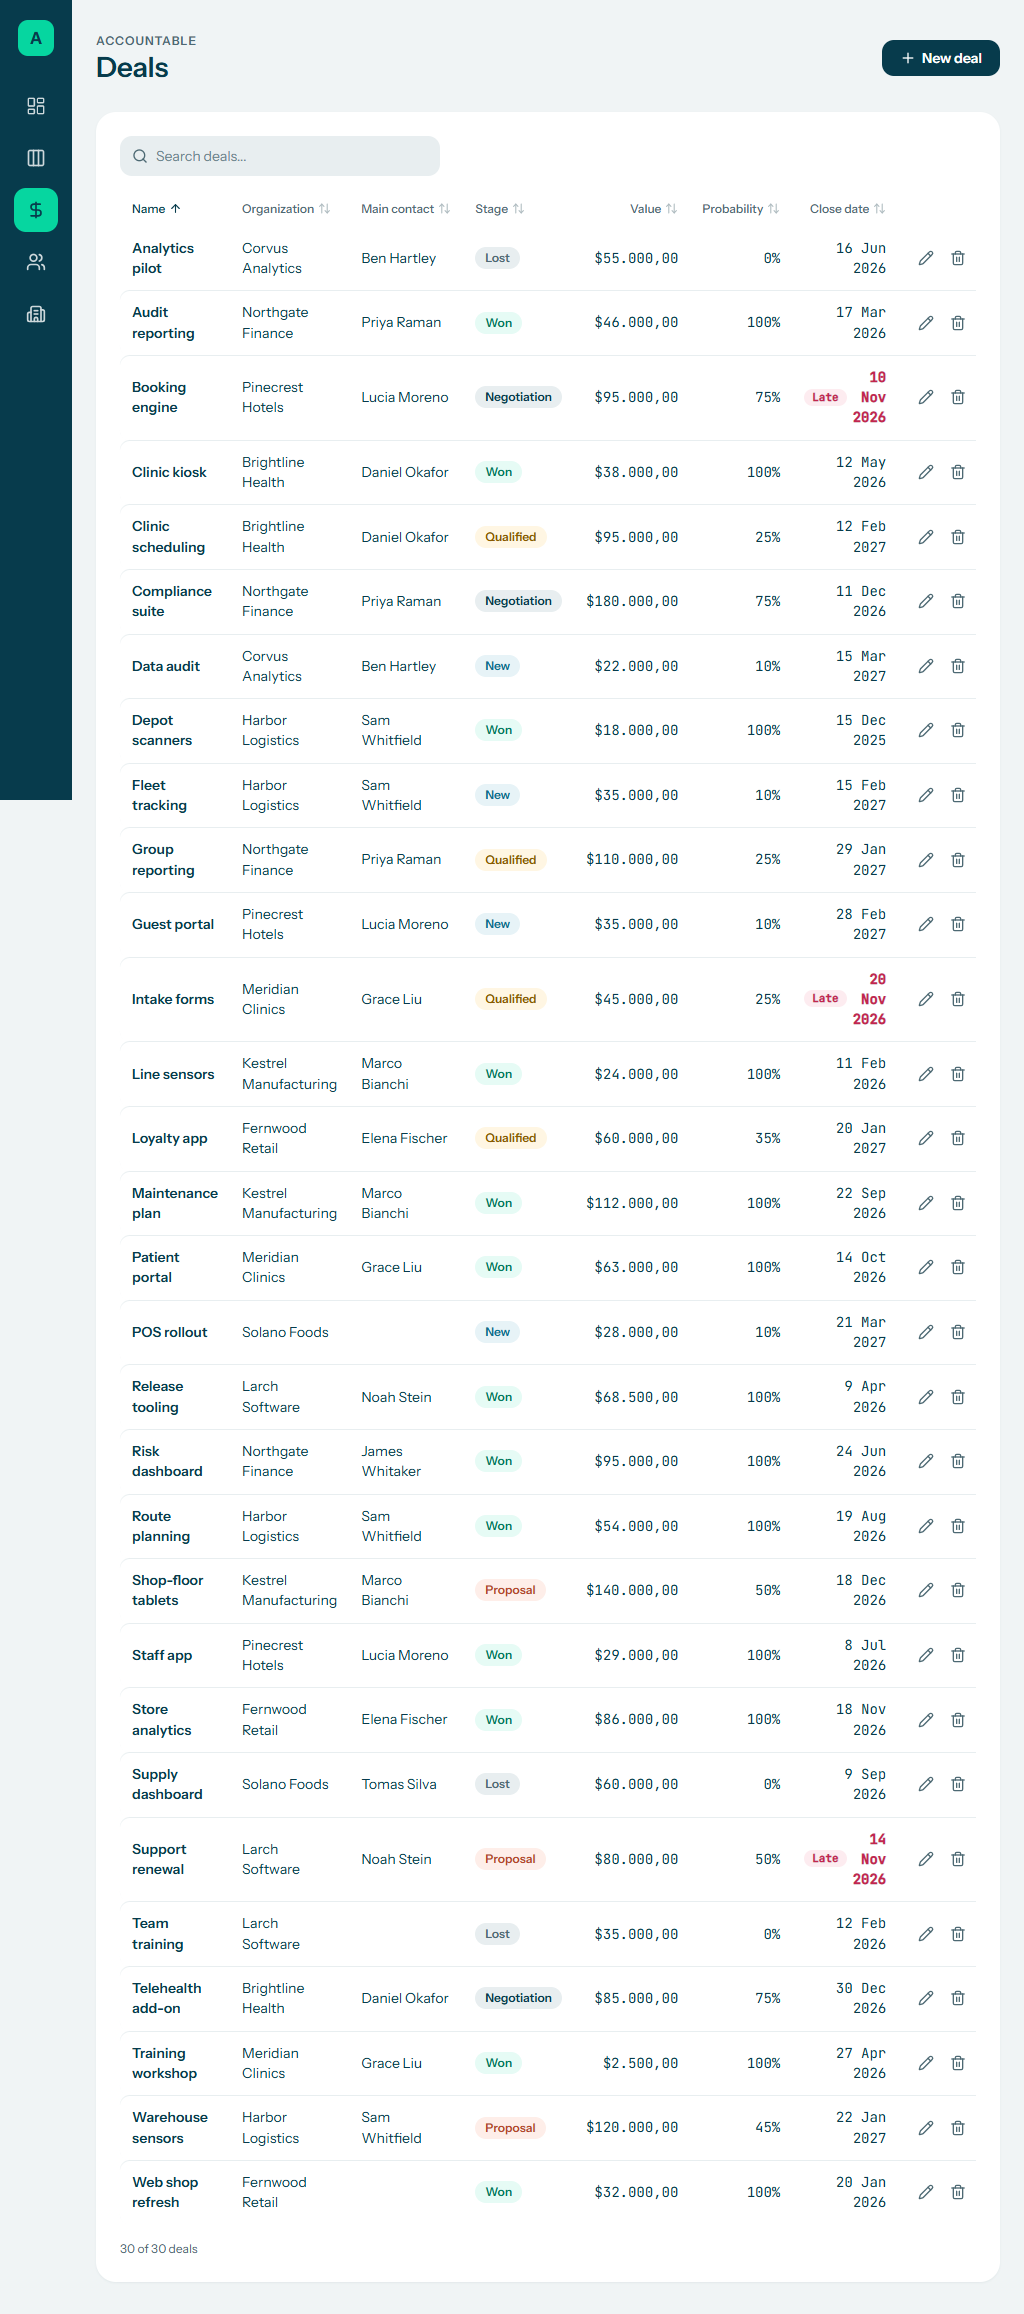 A
ACCOUNTABLE
Deals
New deal
Search deals...
Name Organization Main contact Stage Value Probability Close date
Analytics pilot Corvus Analytics Ben Hartley Lost $55.000,00 0% 16 Jun 2026
Audit reporting Northgate Finance Priya Raman Won $46.000,00 100% 17 Mar 2026
Booking engine Pinecrest Hotels Lucia Moreno Negotiation $95.000,00 75% Late 10 Nov 2026
Clinic kiosk Brightline Health Daniel Okafor Won $38.000,00 100% 12 May 2026
Clinic scheduling Brightline Health Daniel Okafor Qualified $95.000,00 25% 12 Feb 2027
Compliance suite Northgate Finance Priya Raman Negotiation $180.000,00 75% 11 Dec 2026
Data audit Corvus Analytics Ben Hartley New $22.000,00 10% 15 Mar 2027
Depot scanners Harbor Logistics Sam Whitfield Won $18.000,00 100% 15 Dec 2025
Fleet tracking Harbor Logistics Sam Whitfield New $35.000,00 10% 15 Feb 2027
Group reporting Northgate Finance Priya Raman Qualified $110.000,00 25% 29 Jan 2027
Guest portal Pinecrest Hotels Lucia Moreno New $35.000,00 10% 28 Feb 2027
Intake forms Meridian Clinics Grace Liu Qualified $45.000,00 25% Late 20 Nov 2026
Line sensors Kestrel Manufacturing Marco Bianchi Won $24.000,00 100% 11 Feb 2026
Loyalty app Fernwood Retail Elena Fischer Qualified $60.000,00 35% 20 Jan 2027
Maintenance plan Kestrel Manufacturing Marco Bianchi Won $112.000,00 100% 22 Sep 2026
Patient portal Meridian Clinics Grace Liu Won $63.000,00 100% 14 Oct 2026
POS rollout Solano Foods New $28.000,00 10% 21 Mar 2027
Release tooling Larch Software Noah Stein Won $68.500,00 100% 9 Apr 2026
Risk dashboard Northgate Finance James Whitaker Won $95.000,00 100% 24 Jun 2026
Route planning Harbor Logistics Sam Whitfield Won $54.000,00 100% 19 Aug 2026
Shop-floor tablets Kestrel Manufacturing Marco Bianchi Proposal $140.000,00 50% 18 Dec 2026
Staff app Pinecrest Hotels Lucia Moreno Won $29.000,00 100% 8 Jul 2026
Store analytics Fernwood Retail Elena Fischer Won $86.000,00 100% 18 Nov 2026
Supply dashboard Solano Foods Tomas Silva Lost $60.000,00 0% 9 Sep 2026
Support renewal Larch Software Noah Stein Proposal $80.000,00 50% Late 14 Nov 2026
Team training Larch Software Lost $35.000,00 0% 12 Feb 2026
Telehealth add-on Brightline Health Daniel Okafor Negotiation $85.000,00 75% 30 Dec 2026
Training workshop Meridian Clinics Grace Liu Won $2.500,00 100% 27 Apr 2026
Warehouse sensors Harbor Logistics Sam Whitfield Proposal $120.000,00 45% 22 Jan 2027
Web shop refresh Fernwood Retail Won $32.000,00 100% 20 Jan 2026
30 of 30 deals